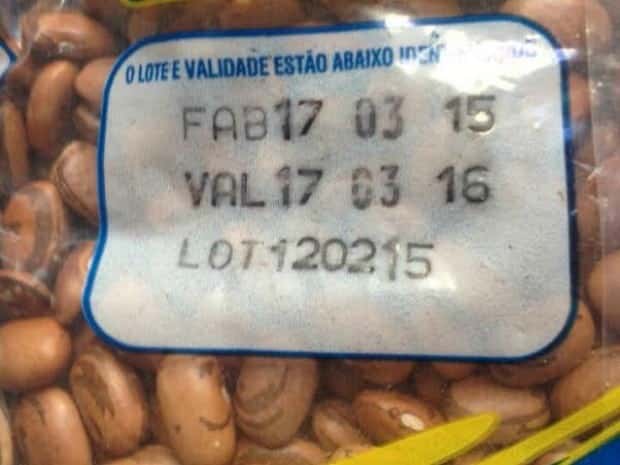 O LOTE E VALIDADE ESTÃO ABAIXO
FAB17 03 15
VAL17 03 16
LOT120215